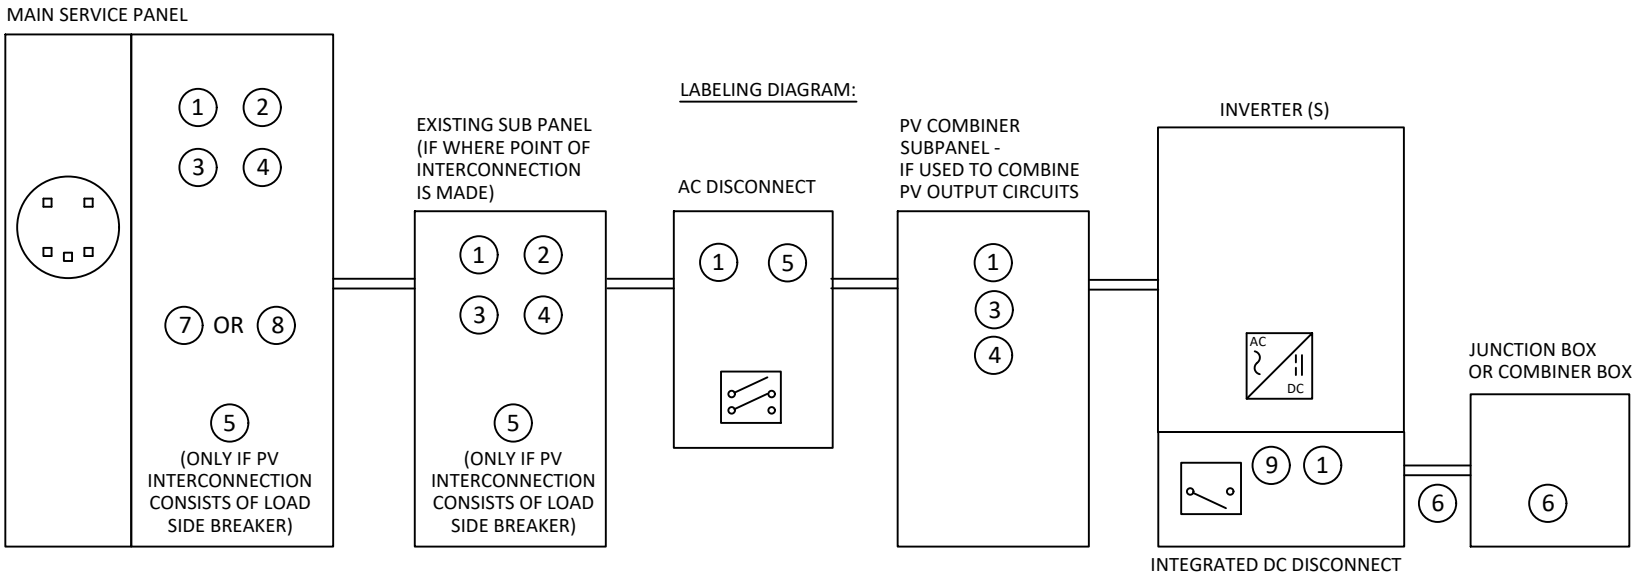 MAIN SERVICE PANEL
1 2
3 4
7 OR 8
5
(ONLY IF PV
INTERCONNECTION
CONSISTS OF LOAD
SIDE BREAKER)
EXISTING SUB PANEL
(IF WHERE POINT OF
INTERCONNECTION
IS MADE)
1 2
3 4
5
(ONLY IF PV
INTERCONNECTION
CONSISTS OF LOAD
SIDE BREAKER)
LABELING DIAGRAM:
AC DISCONNECT
1 5
PV COMBINER
SUBPANEL -
IF USED TO COMBINE
PV OUTPUT CIRCUITS
1
3
4
INVERTER (S)
AC
DC
9 1
INTEGRATED DC DISCONNECT
6
JUNCTION BOX
OR COMBINER BOX
6